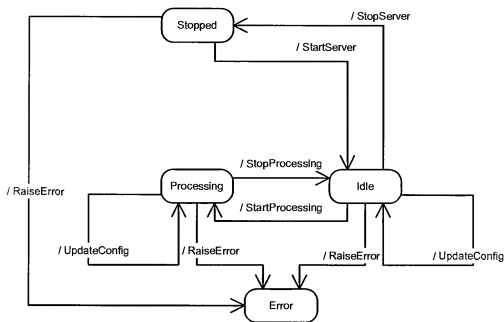 / StopServer
Stopped
/ StartServer
/ StopProcessing
Processing
Idle
/ RaiseError
/ StartProcessing
/ UpdateConfig
/ RaiseError
/ RaiseError
/ UpdateConfig
Error